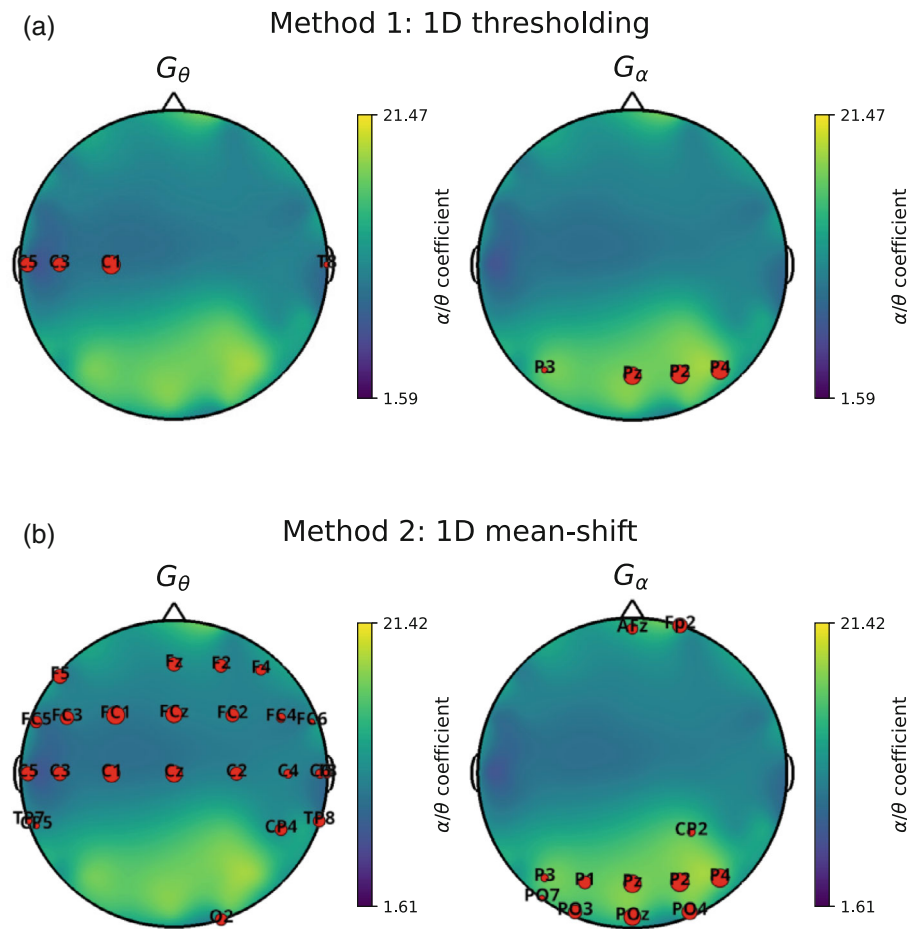 (a)
Method 1: 1D thresholding
Gθ
Gα
21.47
21.47
C5 C3 C1 T8
P3 Pz P2 P4
α/θ coefficient
α/θ coefficient
1.59
1.59
(b)
Method 2: 1D mean-shift
Gθ
Gα
21.42
21.42
AFz Fp2
F5 Fz F2 F4
FC5 FC3 FC1 FCz FC2 FC4 FC6
C5 C3 C1 Cz C2 C4
TP7 CP5 CP4 TP8
CP2
P3 P1 Pz P2 P4
PO7 PO3 POz PO4
O2
α/θ coefficient
α/θ coefficient
1.61
1.61